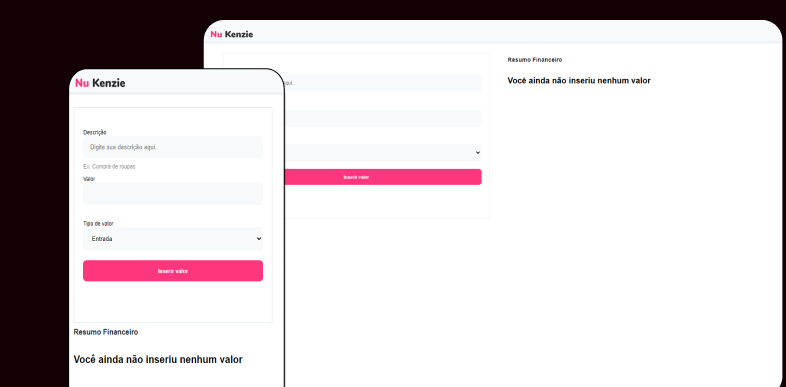 Nu Kenzie
Resumo Financeiro
Você ainda não inseriu nenhum valor
Inserir valor
Nu Kenzie
Descrição
Digite sua descrição aqui.
Ex: Compra de roupas
Valor
Tipo de valor
Entrada
Inserir valor
Resumo Financeiro
Você ainda não inseriu nenhum valor